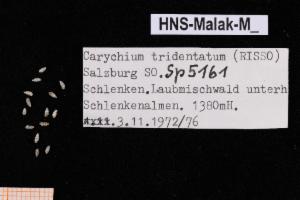 HNS-Malak-M_
Carychium tridentatum (RISSO)
Salzburg SO. Sp5161
Schlenken.Laubmischwald unterh
Schlenkenalmen. 1380mH.
3.11.1972/76